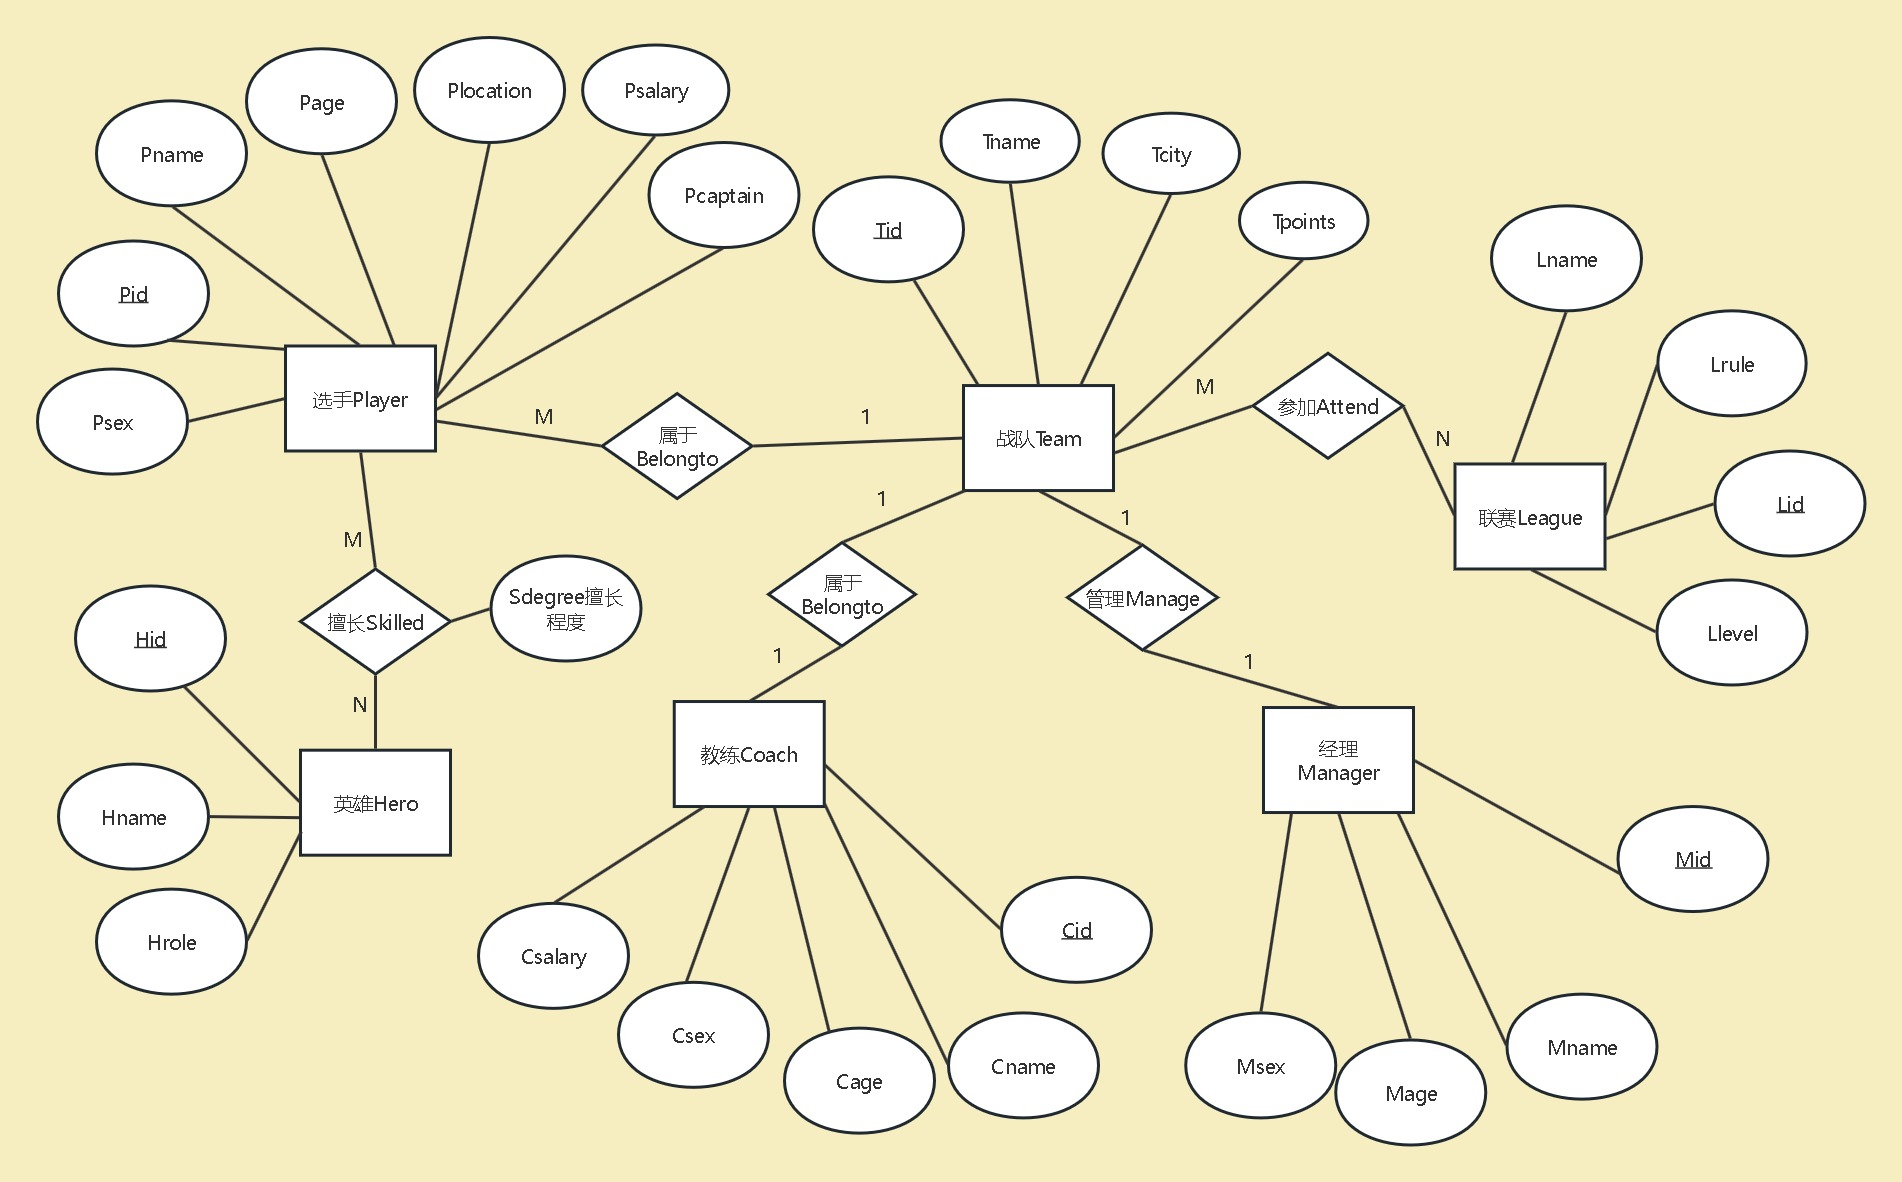 Page
Plocation
Psalary
Pname
Pcaptain
Pid
Psex
选手Player
Tname
Tcity
Tid
Tpoints
Lname
Lrule
Lid
Llevel
M
属于
Belongto
1
战队Team
M
参加Attend
N
联赛League
1
1
M
擅长Skilled
Sdegree擅长
程度
N
属于
Belongto
管理Manage
1
1
Hid
Hname
Hrole
英雄Hero
教练Coach
经理
Manager
Csalary
Csex
Cage
Cname
Cid
Mid
Msex
Mage
Mname